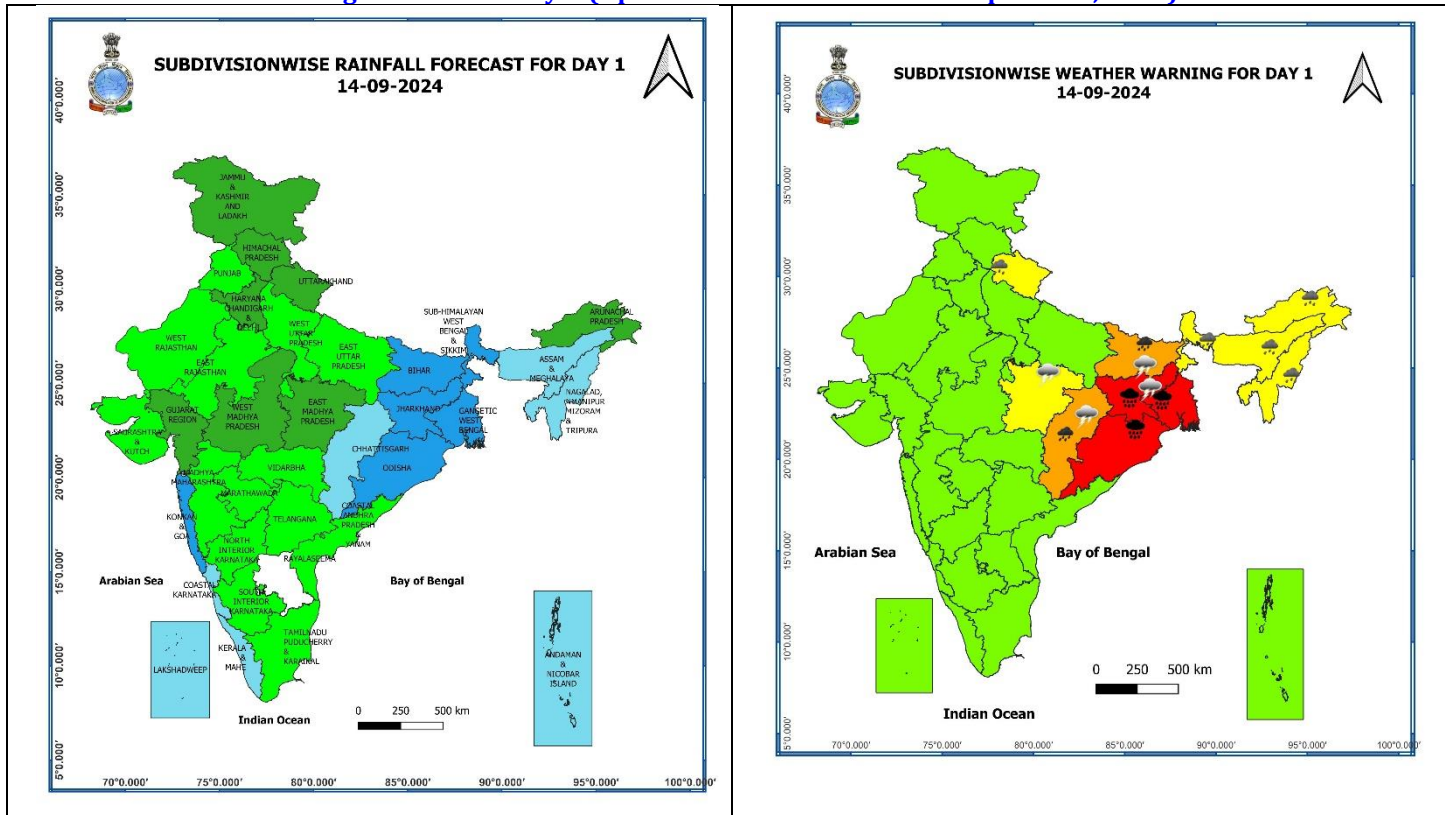 SUBDIVISIONWISE RAINFALL FORECAST FOR DAY 1
14-09-2024
40°0.000'
35°0.000'
30°0.000'
25°0.000'
20°0.000'
15°0.000'
10°0.000'
5°0.000'
JAMMU
&
KASHMIR
AND
LADAKH
HIMACHAL
PRADESH
PUNJAB
UTTARAKHAND
HARYANA
CHANDIGARH
&
DELHI
SUB-HIMALAYAN
WEST
BENGAL
&
SIKKIM
ARUNACHAL
PRADESH
WEST
UTTAR
PRADESH
WEST
RAJASTHAN
EAST
UTTAR
PRADESH
EAST
RAJASTHAN
BIHAR
ASSAM
&
MEGHALAYA
NAGALAD,
MANIPUR
MIZORAM
&
TRIPURA
GUJARAT
REGION
WEST
MADHYA
PRADESH
EAST
MADHYA
PRADESH
JHARKHAND
GANGETIC
WEST
BENGAL
SAURASHTRA
&
KUTCH
CHHATTISGARH
ODISHA
VIDARBHA
MADHYA
MAHARASHTRA
MARATHAWADA
KONKAN
&
GOA
TELANGANA
COASTAL
ANDHRA
PRADESH
&
YANAM
NORTH
INTERIOR
KARNATAKA
RAYALASEEMA
COASTAL
KARNATAKA
SOUTH
INTERIOR
KARNATAKA
TAMILNADU
PUDUCHERRY
&
KARAIKAL
KERALA
&
MAHE
LAKSHADWEEP
ANDAMAN
&
NICOBAR
ISLAND
Arabian Sea
Bay of Bengal
Indian Ocean
0 250 500 km
70°0.000' 75°0.000' 80°0.000' 85°0.000' 90°0.000' 95°0.000' 100°0.000'
SUBDIVISIONWISE WEATHER WARNING FOR DAY 1
14-09-2024
40°0.000'
35°0.000'
30°0.000'
25°0.000'
20°0.000'
15°0.000'
10°0.000'
5°0.000'
Arabian Sea
Bay of Bengal
Indian Ocean
0 250 500 km
70°0.000' 75°0.000' 80°0.000' 85°0.000' 90°0.000' 95°0.000' 100°0.000'